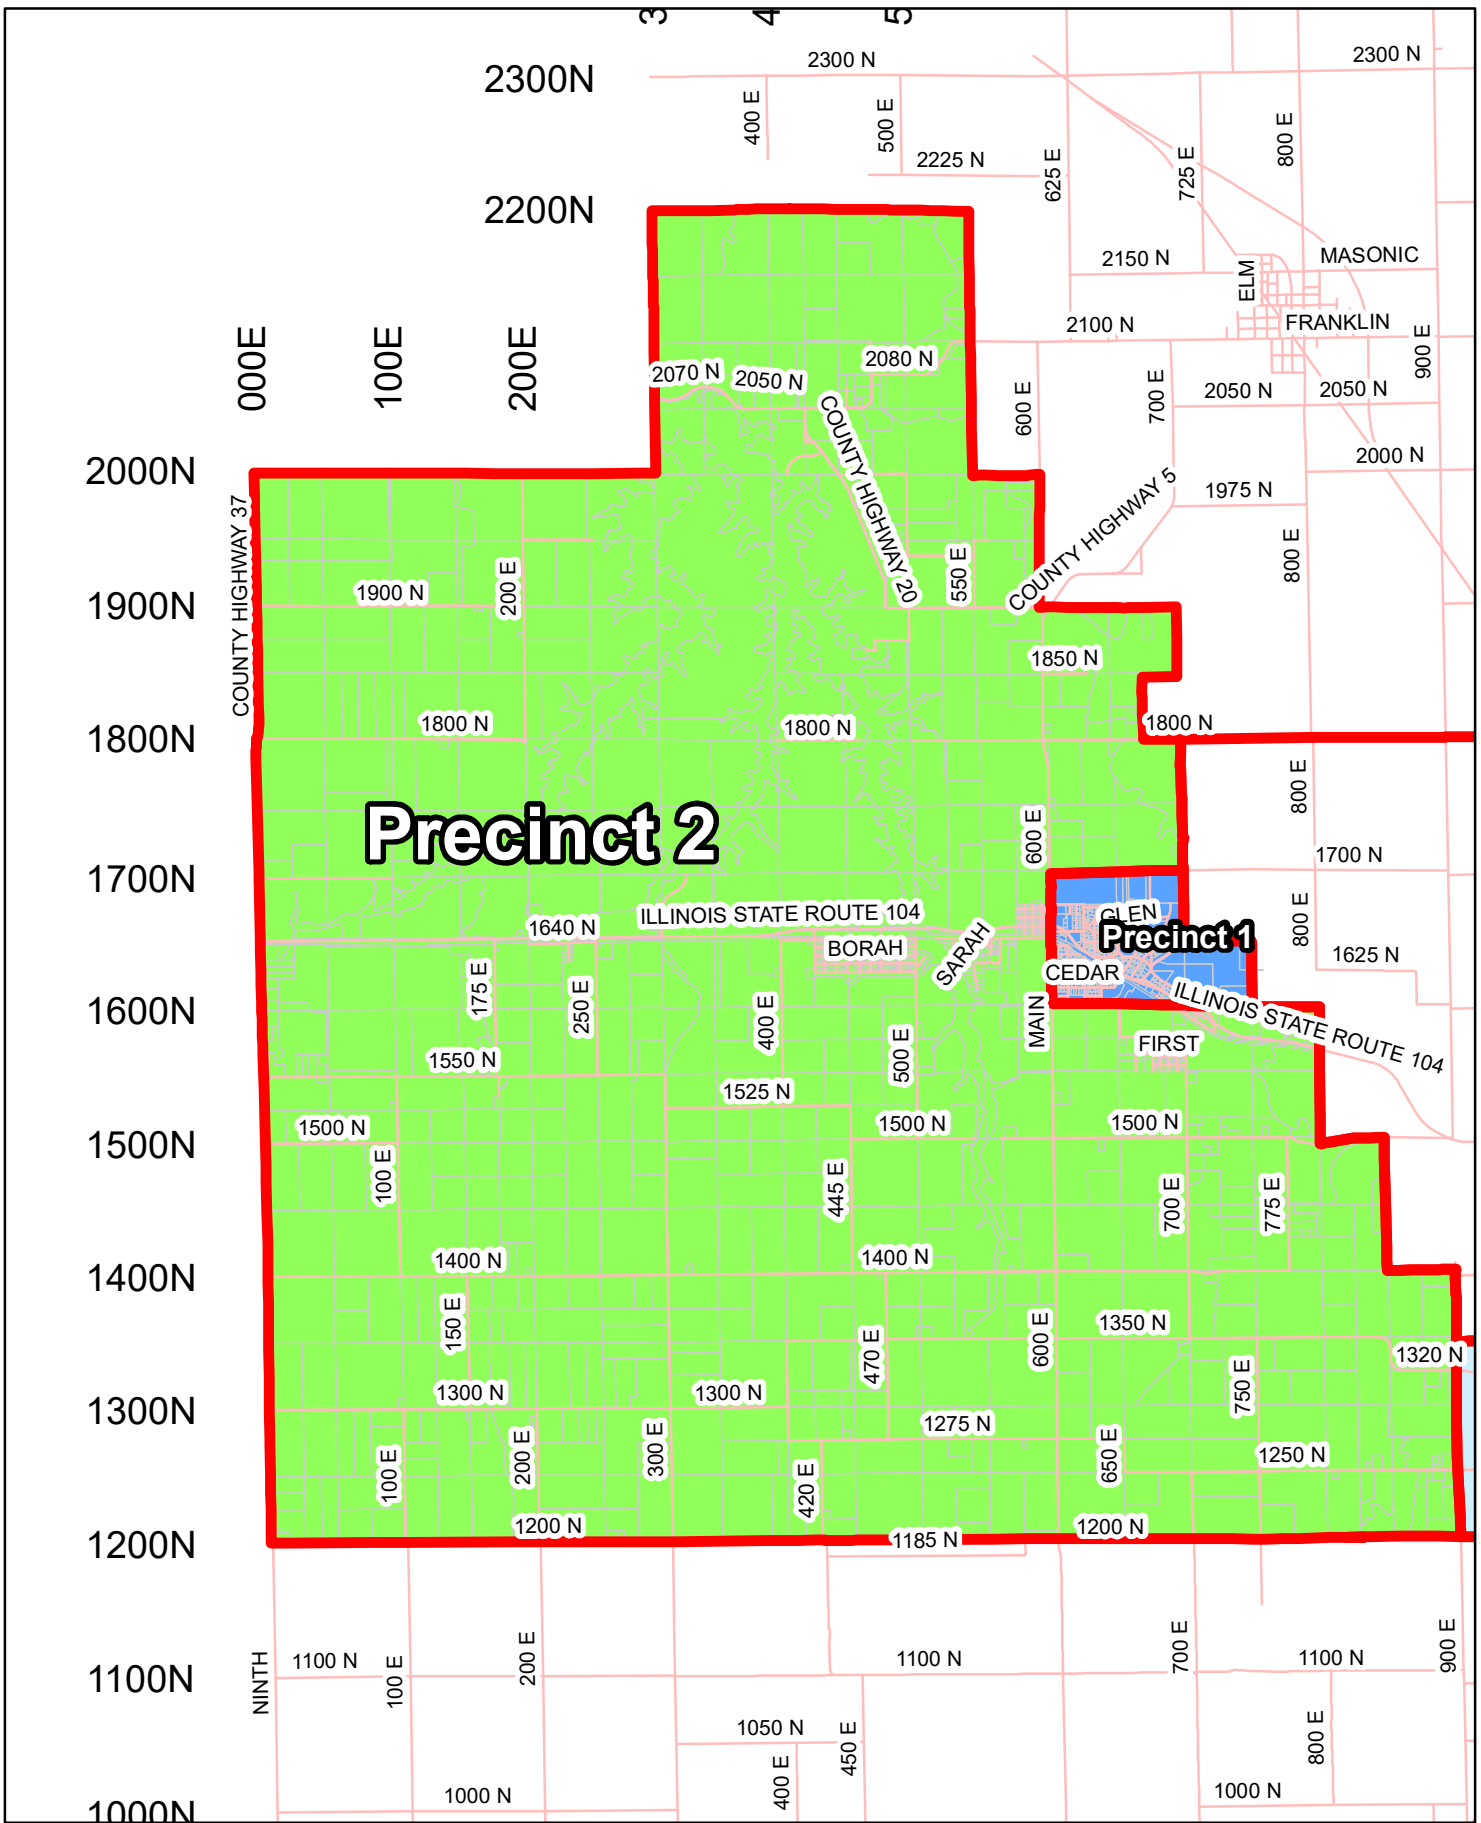 3
4
5
2300N
2300 N
2300 N
400 E
500 E
800 E
2225 N
625 E
725 E
2200N
2150 N
ELM
MASONIC
2100 N
FRANKLIN
000E
100E
200E
900 E
2070 N
2050 N
2080 N
600 E
700 E
2050 N
2050 N
COUNTY HIGHWAY 20
2000N
2000 N
COUNTY HIGHWAY 37
COUNTY HIGHWAY 5
1975 N
800 E
200 E
550 E
1900N
1900 N
1850 N
1800N
1800 N
1800 N
1800 N
800 E
Precinct 2
600 E
1700N
1700 N
ILLINOIS STATE ROUTE 104
GLEN
800 E
1640 N
BORAH
SARAH
Precinct 1
1625 N
CEDAR
175 E
250 E
1600N
400 E
MAIN
ILLINOIS STATE ROUTE 104
500 E
FIRST
1550 N
1525 N
1500N
1500 N
1500 N
1500 N
100 E
445 E
700 E
775 E
1400N
1400 N
1400 N
150 E
1350 N
600 E
470 E
1320 N
750 E
1300N
1300 N
1300 N
1275 N
100 E
200 E
300 E
650 E
1250 N
420 E
1200N
1200 N
1185 N
1200 N
NINTH
1100N
1100 N
100 E
200 E
1100 N
700 E
1100 N
900 E
1050 N
450 E
800 E
400 E
1000N
1000 N
1000 N